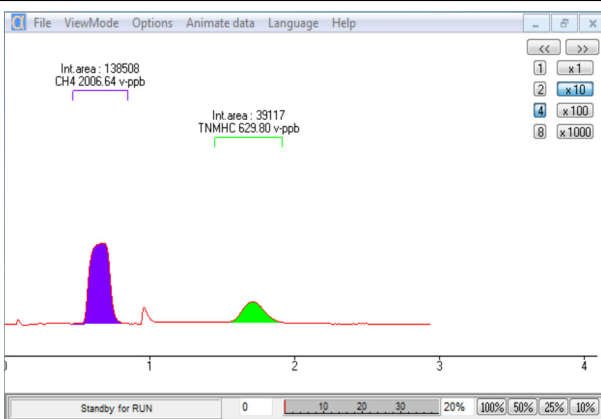 α File ViewMode Options Animate data Language Help
<< >>
1 x 1
2 x 10
4 x 100
8 x 1000
Int.area : 138508
CH4 2006.64 v-ppb
Int.area : 39117
TNMHC 629.80 v-ppb
1 2 3 4
Standby for RUN 0 10 20 30 20% 100% 50% 25% 10%